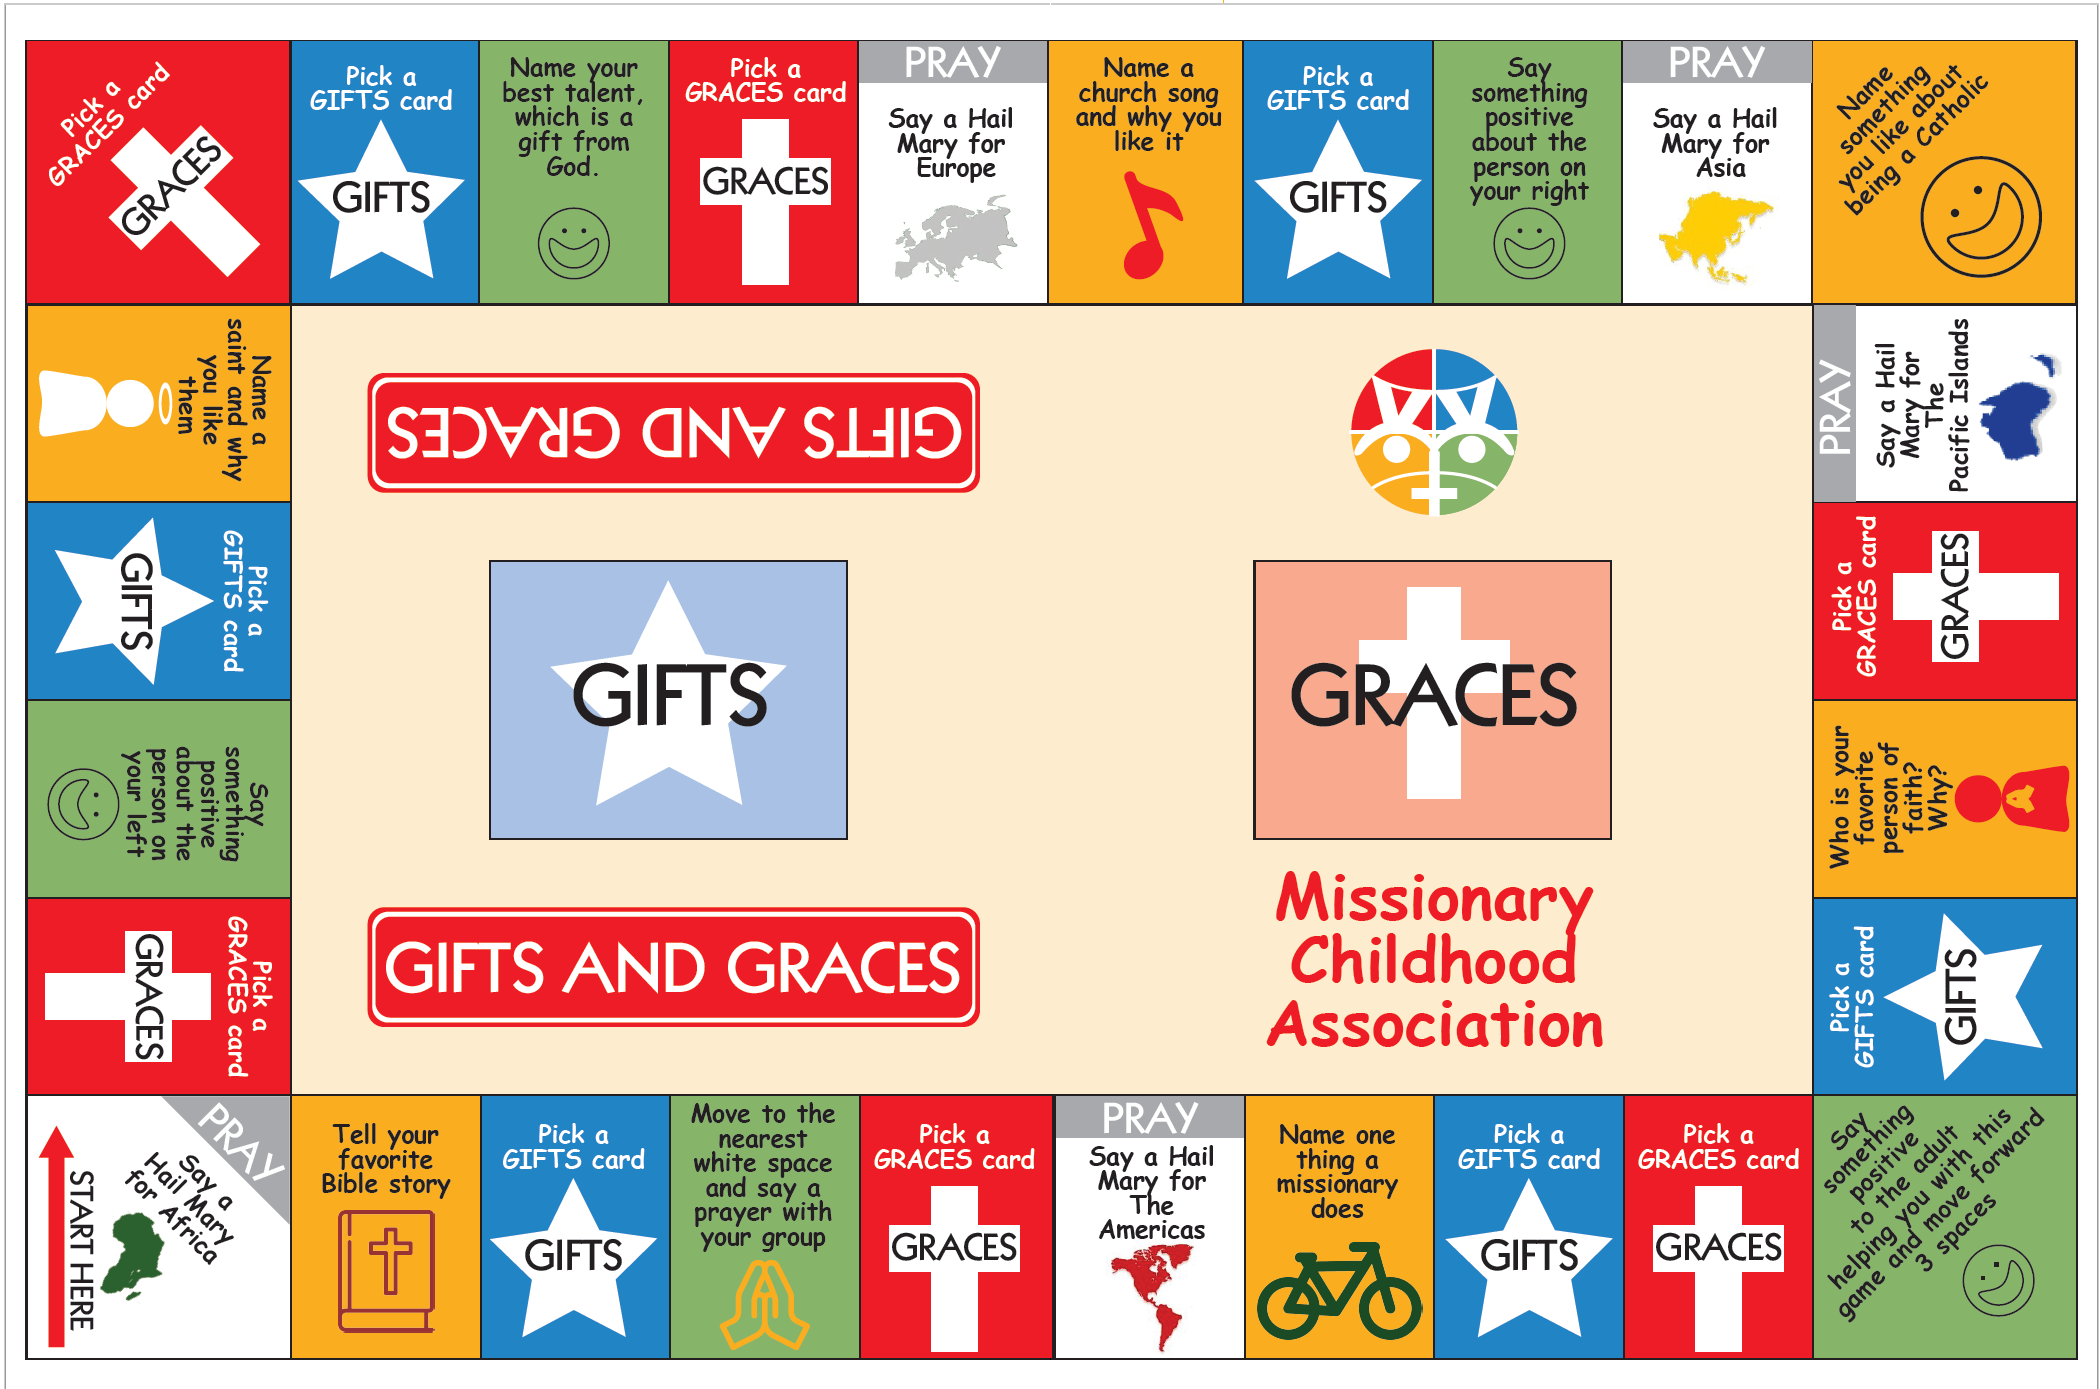 Pick a
GRACES card
GRACES
Pick a
GIFTS card
GIFTS
Name your
best talent,
which is a
gift from
God.
Pick a
GRACES card
GRACES
PRAY
Say a Hail
Mary for
Europe
Name a
church song
and why you
like it
Pick a
GIFTS card
GIFTS
Say
something
positive
about the
person on
your right
PRAY
Say a Hail
Mary for
Asia
Name
something
you like about
being a Catholic
PRAY
Say a Hail
Mary for
The
Pacific Islands
Pick a
GRACES card
GRACES
Who is your
favorite
person of
faith?
Why?
Pick a
GIFTS card
GIFTS
Say
something
positive
to the adult
helping you with this
game and move forward
3 spaces
Pick a
GRACES card
GRACES
Pick a
GIFTS card
GIFTS
Name one
thing a
missionary
does
PRAY
Say a Hail
Mary for
The
Americas
Pick a
GRACES card
GRACES
Move to the
nearest
white space
and say a
prayer with
your group
Pick a
GIFTS card
GIFTS
Tell your
favorite
Bible story
PRAY
Say a
Hail Mary
for Africa
START HERE
Pick a
GRACES card
GRACES
Say
something
positive
about the
person on
your left
Pick a
GIFTS card
GIFTS
Name a
saint and why
you like
them
GIFTS AND GRACES
GIFTS
GRACES
GIFTS AND GRACES
Missionary
Childhood
Association